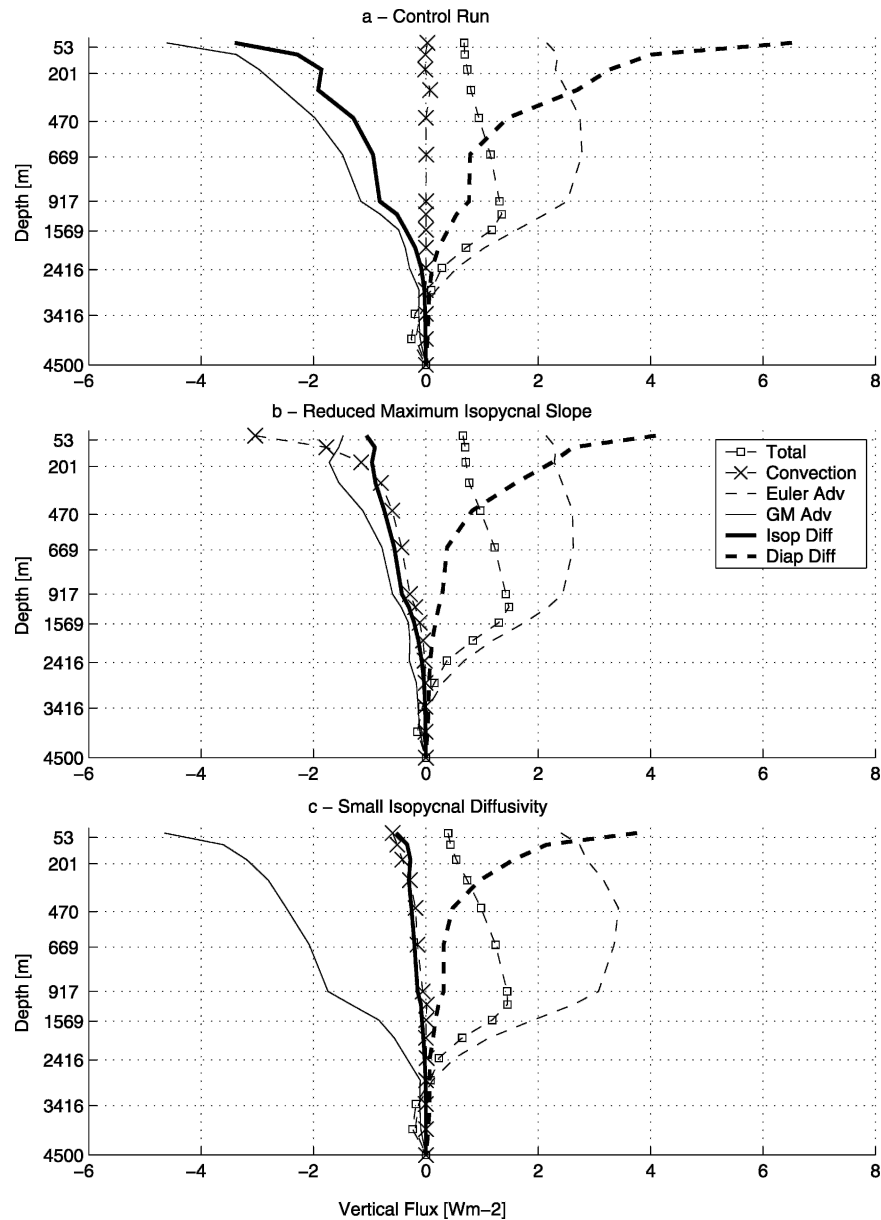 a – Control Run
Depth [m]
53
201
470
669
917
1569
2416
3416
4500
−6 −4 −2 0 2 4 6 8
b – Reduced Maximum Isopycnal Slope
Depth [m]
53
201
470
669
917
1569
2416
3416
4500
Total
Convection
Euler Adv
GM Adv
Isop Diff
Diap Diff
−6 −4 −2 0 2 4 6 8
c – Small Isopycnal Diffusivity
Depth [m]
53
201
470
669
917
1569
2416
3416
4500
−6 −4 −2 0 2 4 6 8
Vertical Flux [Wm−2]